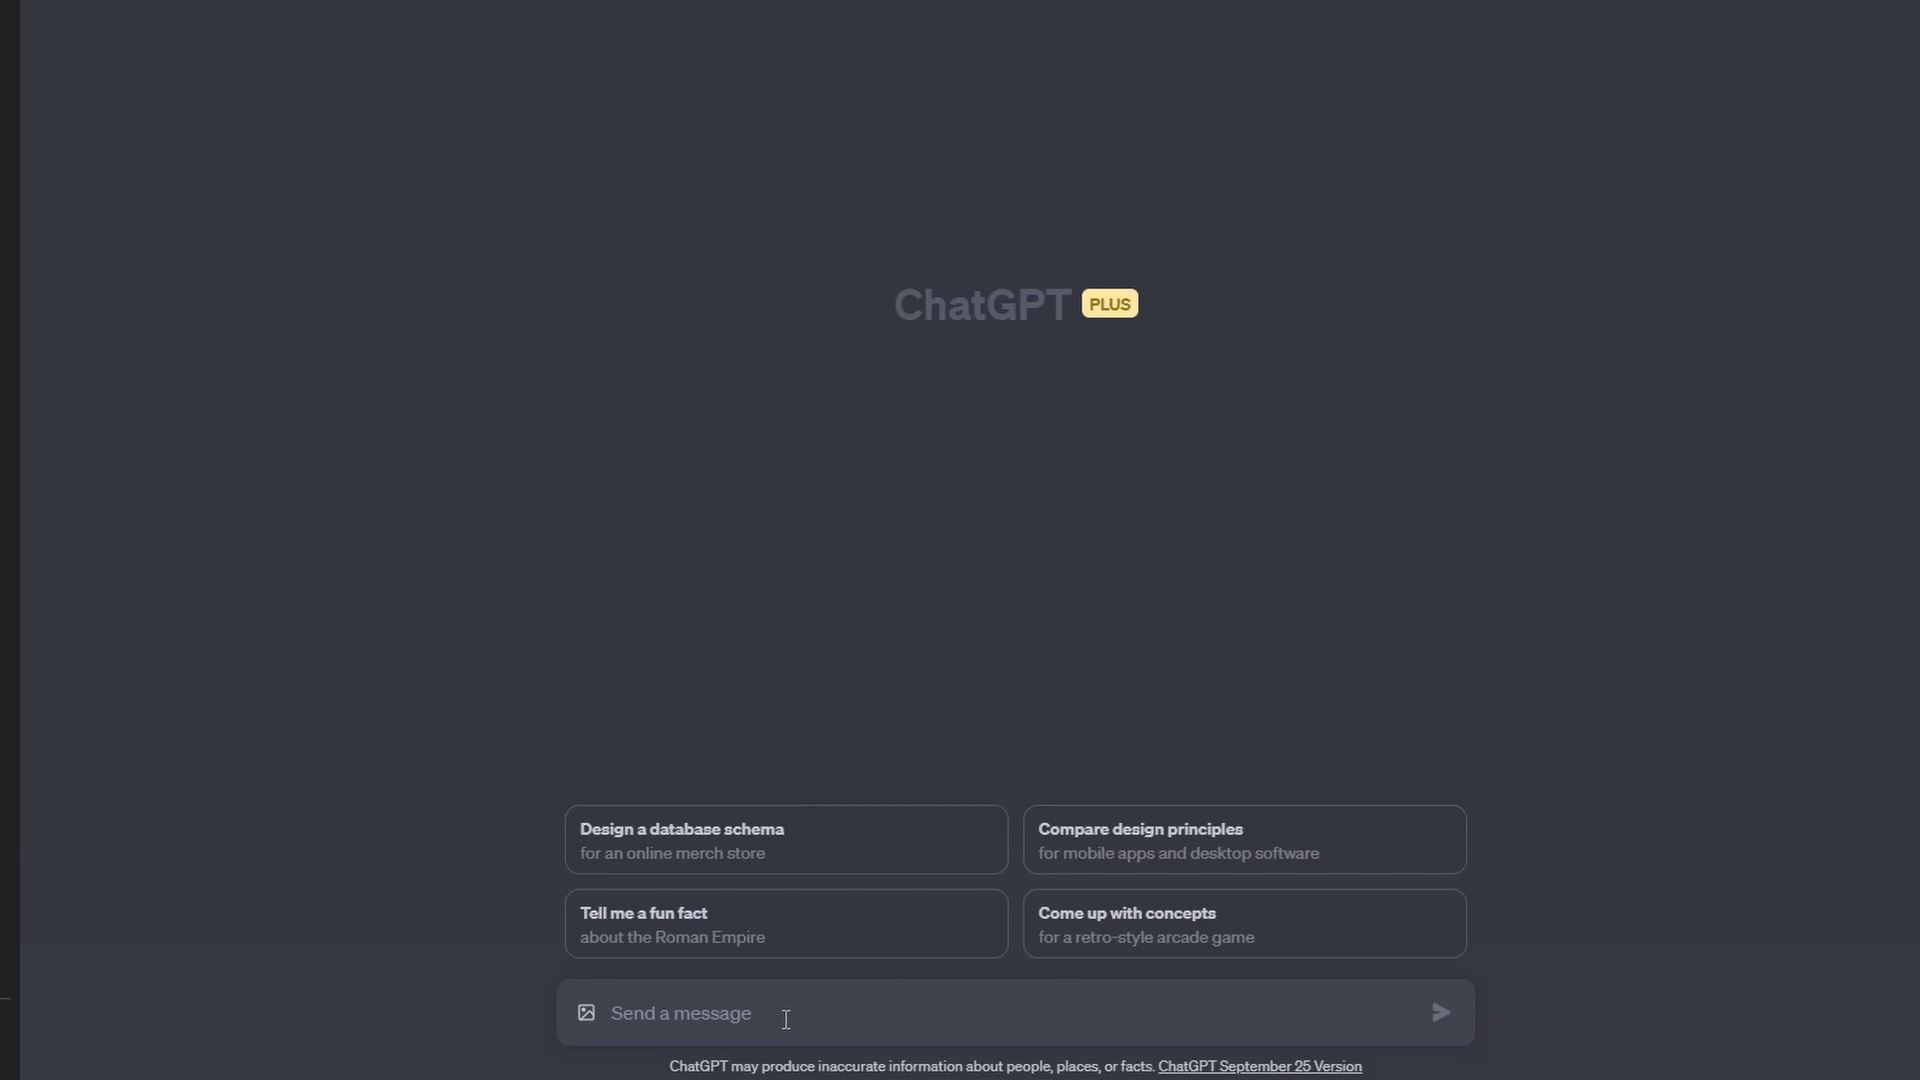 ChatGPT PLUS
Design a database schema
for an online merch store
Compare design principles
for mobile apps and desktop software
Tell me a fun fact
about the Roman Empire
Come up with concepts
for a retro-style arcade game
Send a message
ChatGPT may produce inaccurate information about people, places, or facts. ChatGPT September 25 Version